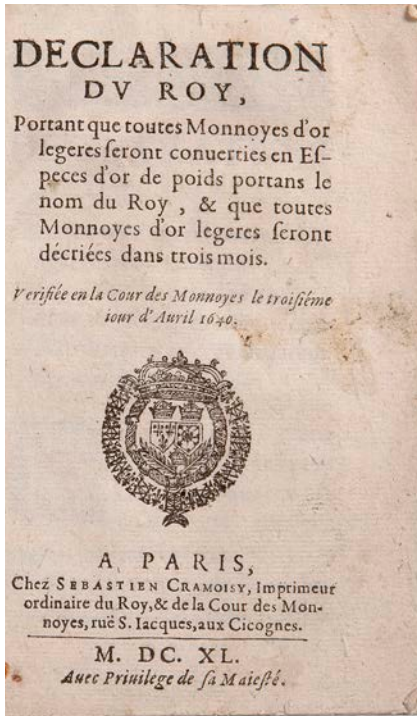 DECLARATION
DV ROY,
Portant que toutes Monnoyes d'or
legeres ſeront conuerties en Eſ-
peces d'or de poids portans le
nom du Roy, & que toutes
Monnoyes d'or legeres ſeront
décriées dans trois mois.
Verifiée en la Cour des Monnoyes le troiſiéme
iour d'Auril 1640.
A PARIS,
Chez SEBASTIEN CRAMOISY, Imprimeur
ordinaire du Roy, & de la Cour des Mon-
noyes, ruë S. Iacques, aux Cicognes.
M. DC. XL.
Auec Priuilege de ſa Maieſté.